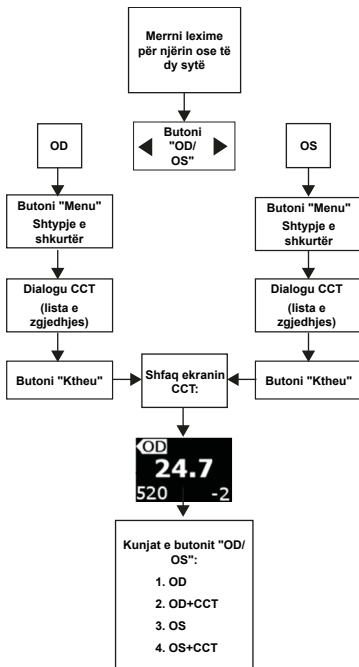 Merrni lexime
për njërin ose të
dy sytë
Butoni
"OD/
OS"
OD
OS
Butoni "Menu"
Shtypje e
shkurtër
Butoni "Menu"
Shtypje e
shkurtër
Dialogu CCT
(lista e
zgjedhjes)
Dialogu CCT
(lista e
zgjedhjes)
Butoni "Ktheu"
Shfaq ekranin
CCT:
Butoni "Ktheu"
OD
24.7
520 -2
Kunjat e butonit "OD/
OS":
1. OD
2. OD+CCT
3. OS
4. OS+CCT